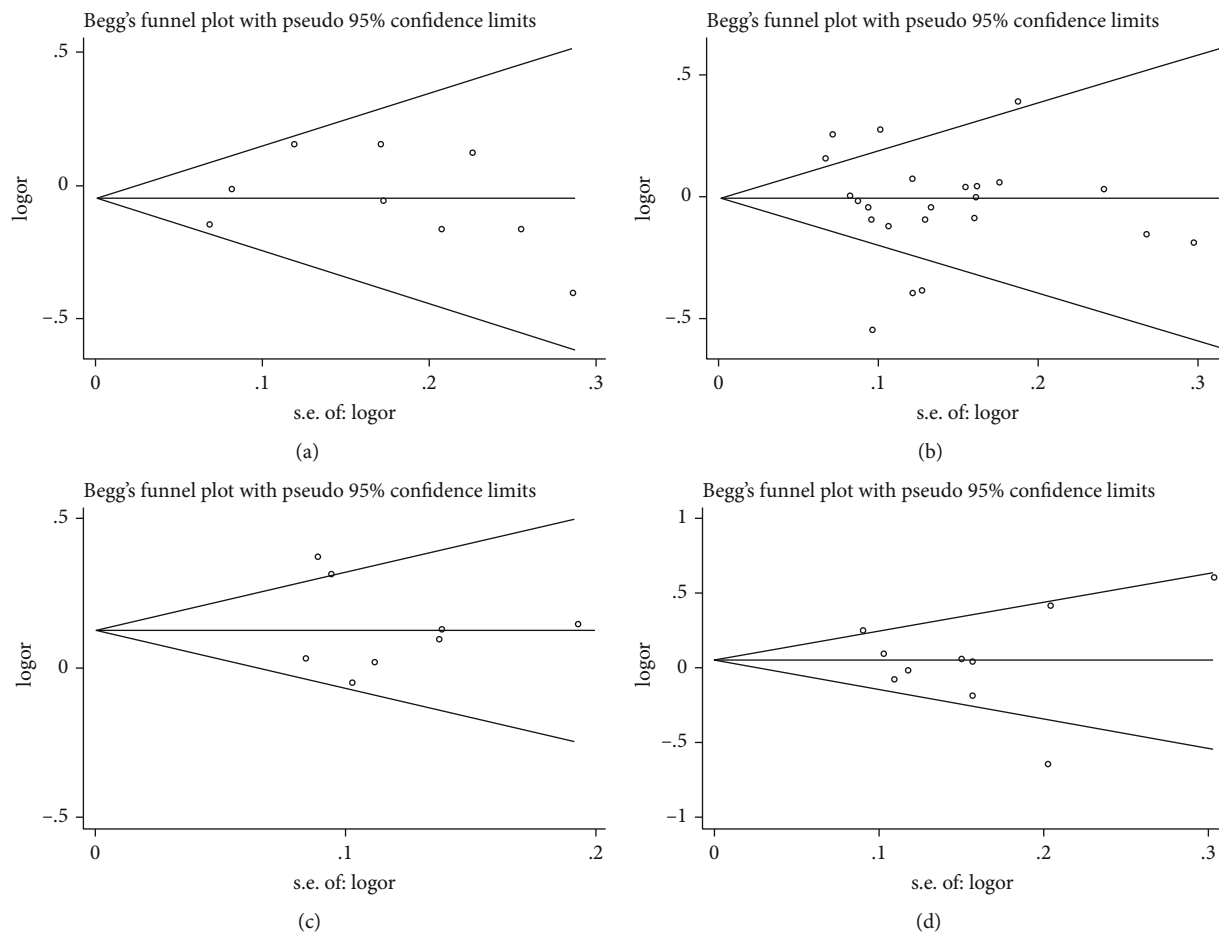 Begg's funnel plot with pseudo 95% confidence limits
.5
0
−.5
logor
0 .1 .2 .3
s.e. of: logor
(a)
Begg's funnel plot with pseudo 95% confidence limits
.5
0
−.5
logor
0 .1 .2 .3
s.e. of: logor
(b)
Begg's funnel plot with pseudo 95% confidence limits
.5
0
−.5
logor
0 .1 .2
s.e. of: logor
(c)
Begg's funnel plot with pseudo 95% confidence limits
1
.5
0
−.5
−1
logor
0 .1 .2 .3
s.e. of: logor
(d)